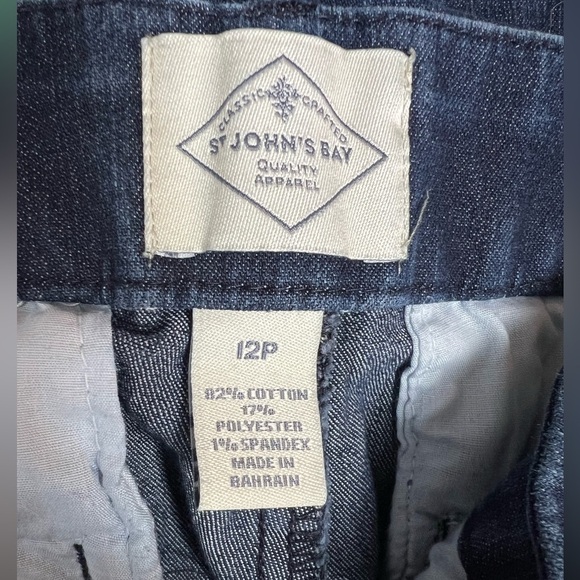 CLASSIC & CRAFTED
ST JOHN'S BAY
QUALITY
APPAREL
12P
82% COTTON
17%
POLYESTER
1% SPANDEX
MADE IN
BAHRAIN